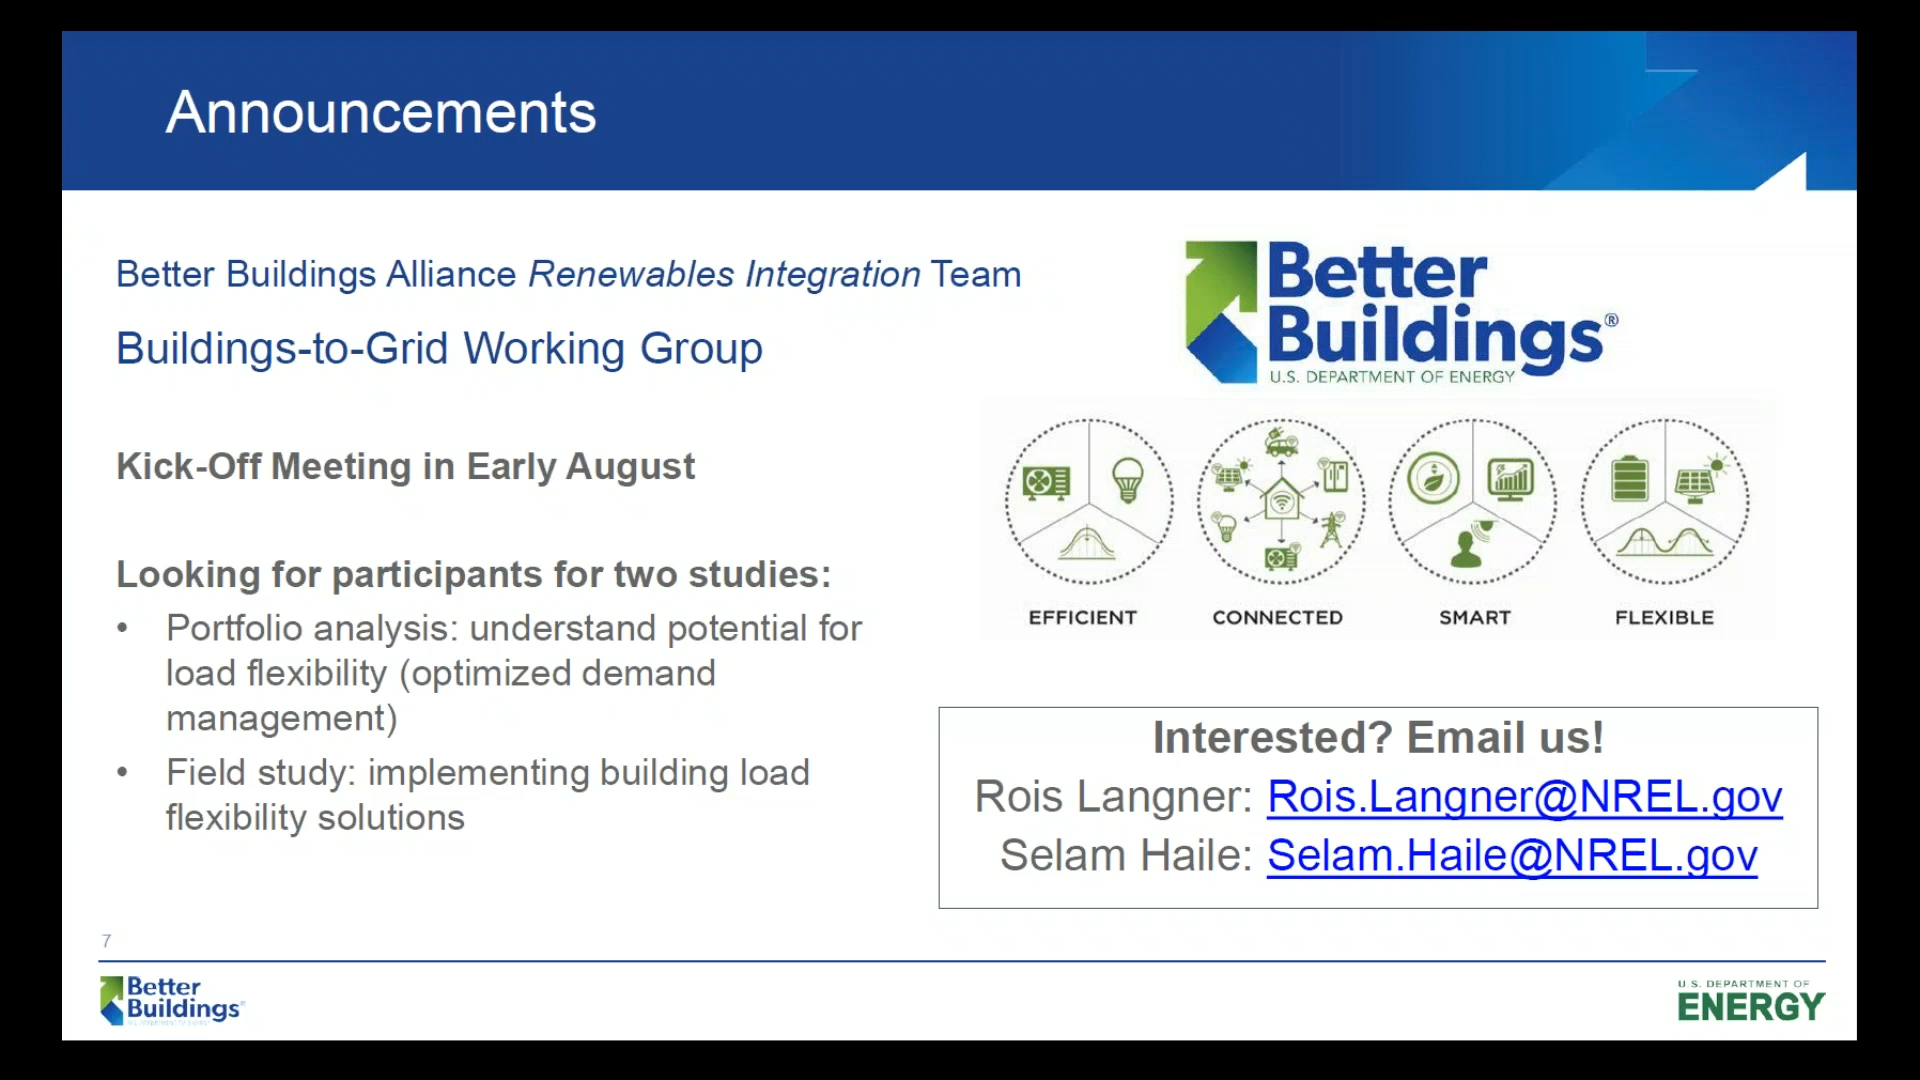 Announcements
Better Buildings Alliance Renewables Integration Team
Buildings-to-Grid Working Group
Kick-Off Meeting in Early August
Looking for participants for two studies:
• Portfolio analysis: understand potential for
load flexibility (optimized demand
management)
• Field study: implementing building load
flexibility solutions
Better
Buildings®
U.S. DEPARTMENT OF ENERGY
EFFICIENT CONNECTED SMART FLEXIBLE
Interested? Email us!
Rois Langner: Rois.Langner@NREL.gov
Selam Haile: Selam.Haile@NREL.gov
7
Better
Buildings®
U.S. DEPARTMENT OF
ENERGY